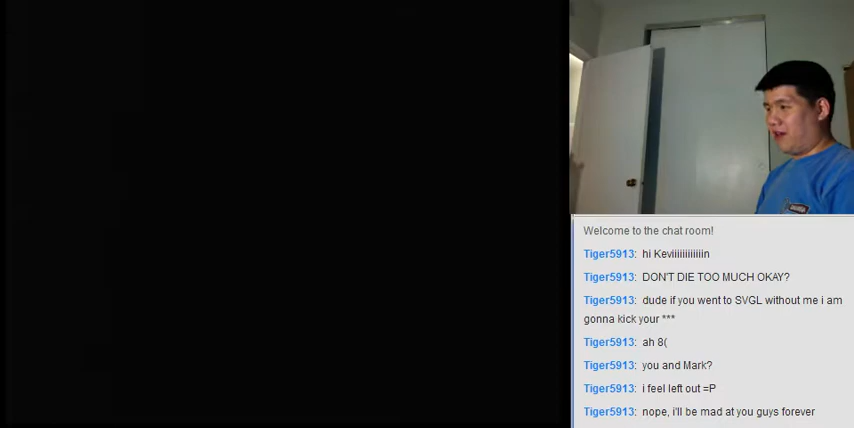 Welcome to the chat room!
Tiger5913: hi Keviiiiiiiiiiiin
DON'T DIE TOO MUCH OKAY?
Tiger5913: dude if you went to SVGL without me i am
gonna kick your ***
Tiger5913: ah 8(
Tiger5913: you and Mark?
Tiger5913: i feel left out =P
Tiger5913: nope, i'll be mad at you guys forever